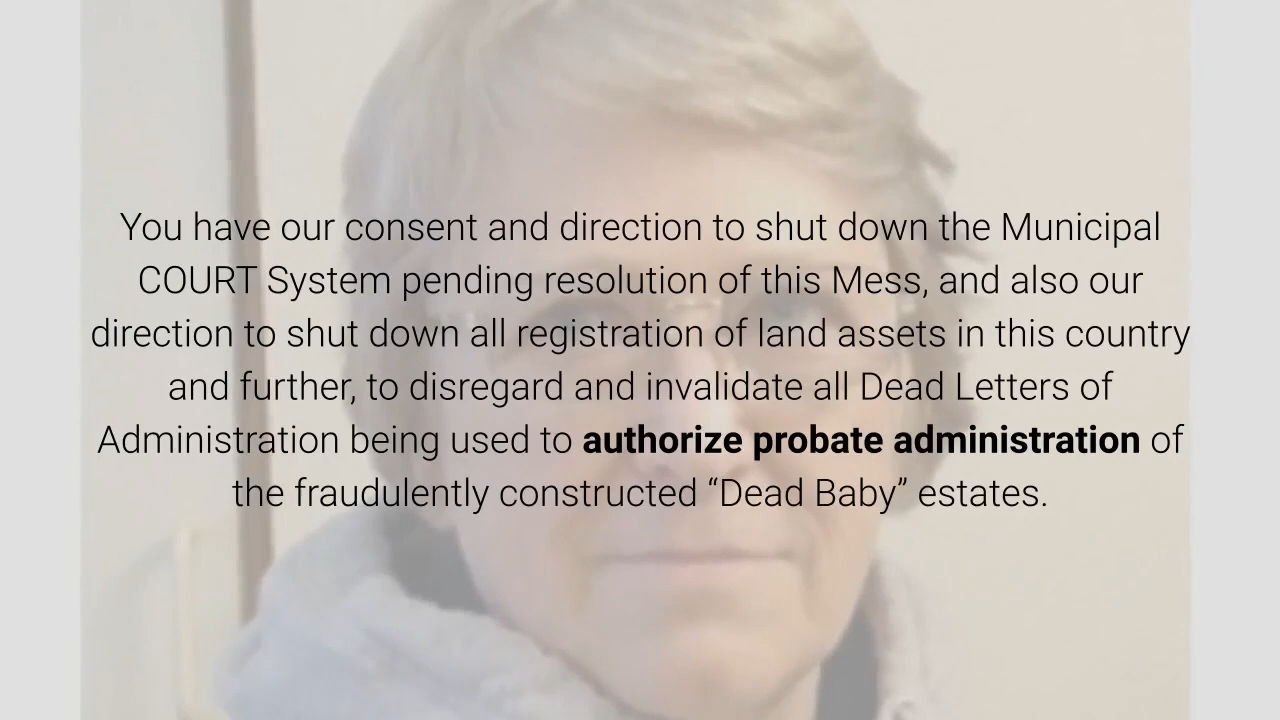 You have our consent and direction to shut down the Municipal
COURT System pending resolution of this Mess, and also our
direction to shut down all registration of land assets in this country
and further, to disregard and invalidate all Dead Letters of
Administration being used to authorize probate administration of
the fraudulently constructed “Dead Baby” estates.